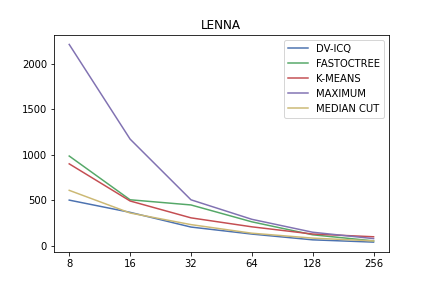 LENNA
DV-ICQ
FASTOCTREE
K-MEANS
MAXIMUM
MEDIAN CUT
2000
1500
1000
500
0
8 16 32 64 128 256